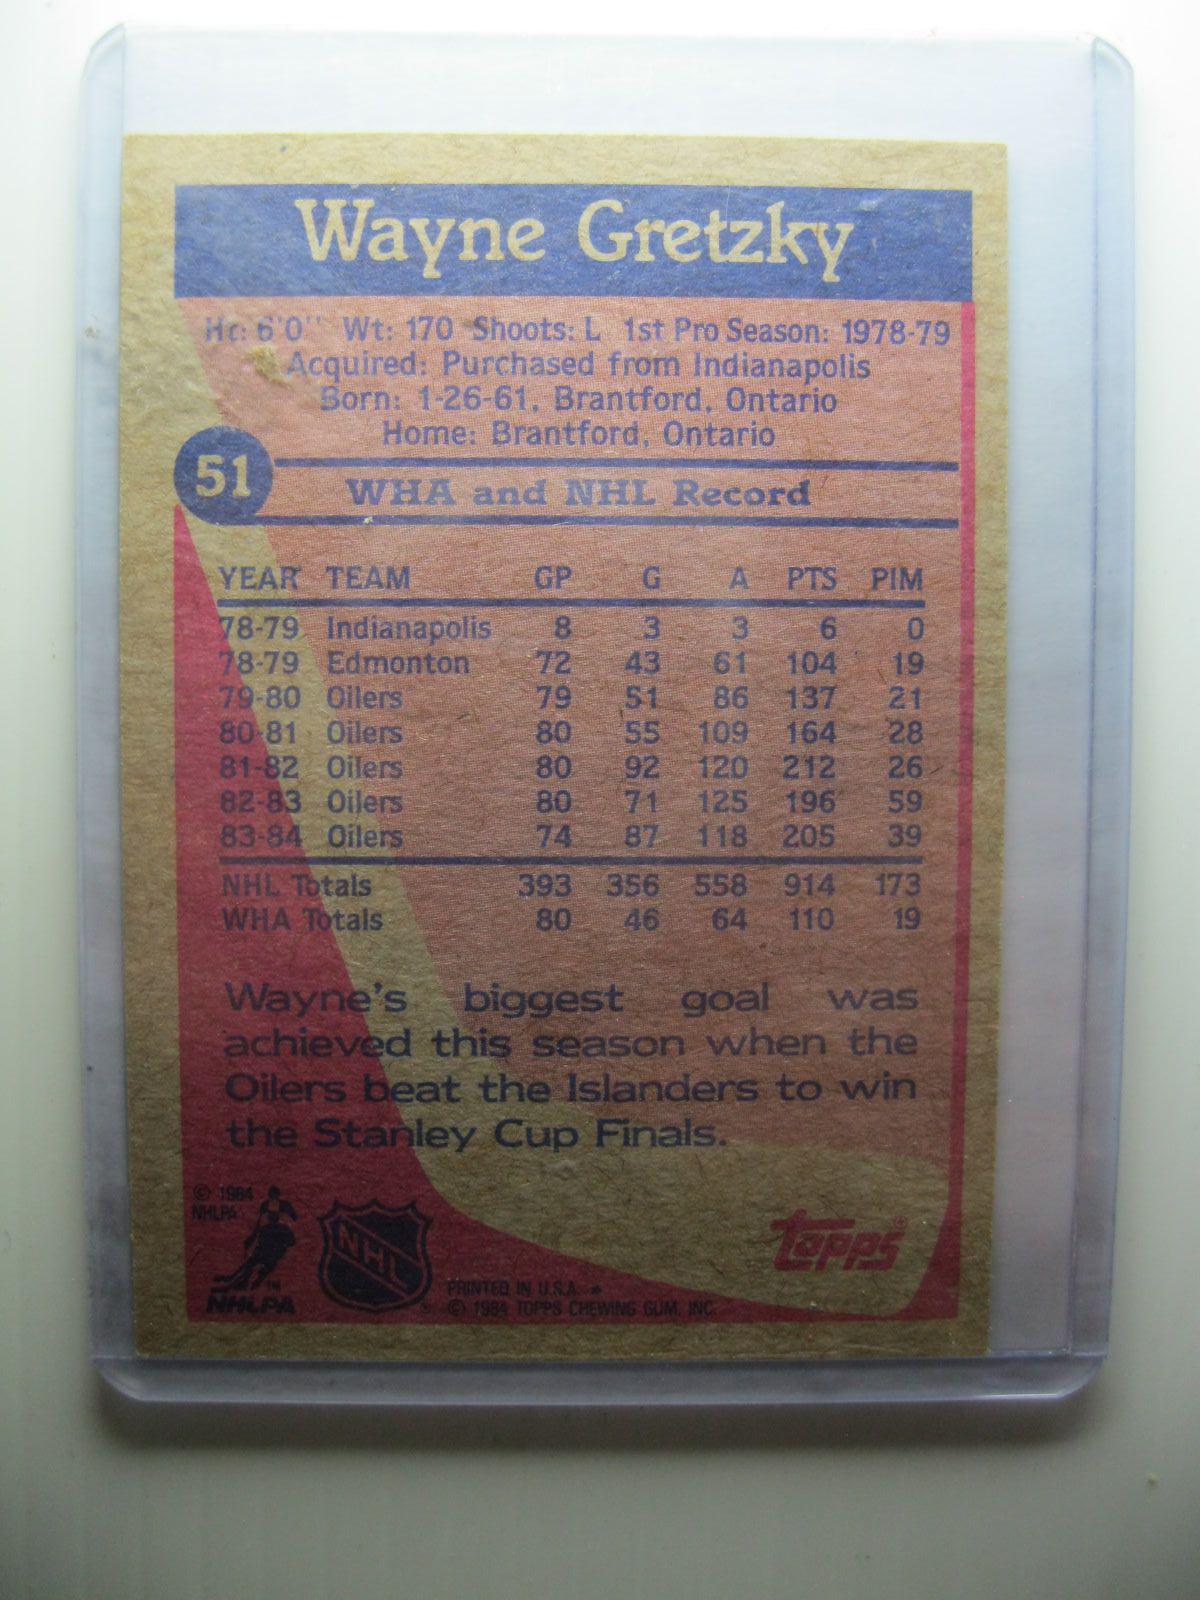 Wayne Gretzky
Ht: 6'0" Wt: 170 Shoots: L 1st Pro Season: 1978-79
Acquired: Purchased from Indianapolis
Born: 1-26-61, Brantford, Ontario
Home: Brantford, Ontario
51
WHA and NHL Record
YEAR TEAM GP G A PTS PIM
78-79 Indianapolis 8 3 3 6 0
78-79 Edmonton 72 43 61 104 19
79-80 Oilers 79 51 86 137 21
80-81 Oilers 80 55 109 164 28
81-82 Oilers 80 92 120 212 26
82-83 Oilers 80 71 125 196 59
83-84 Oilers 74 87 118 205 39
NHL Totals 393 356 558 914 173
WHA Totals 80 46 64 110 19
Wayne's biggest goal was
achieved this season when the
Oilers beat the Islanders to win
the Stanley Cup Finals.
© 1984
NHLPA
TM
NHLPA
NHL
®
PRINTED IN U.S.A. *
© 1984 TOPPS CHEWING GUM, INC.
topps®